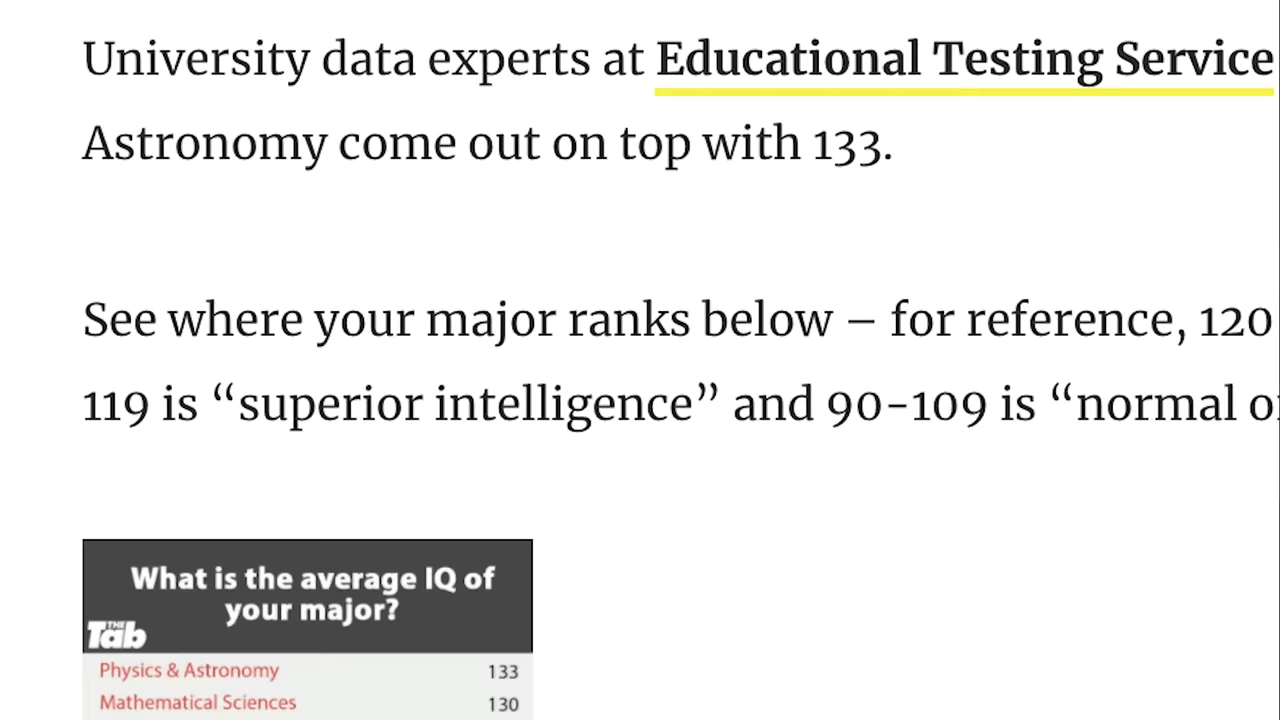 University data experts at Educational Testing Service
Astronomy come out on top with 133.
See where your major ranks below – for reference, 120
119 is “superior intelligence” and 90-109 is “normal
What is the average IQ of
your major?
THE
Tab
Physics & Astronomy 133
Mathematical Sciences 130